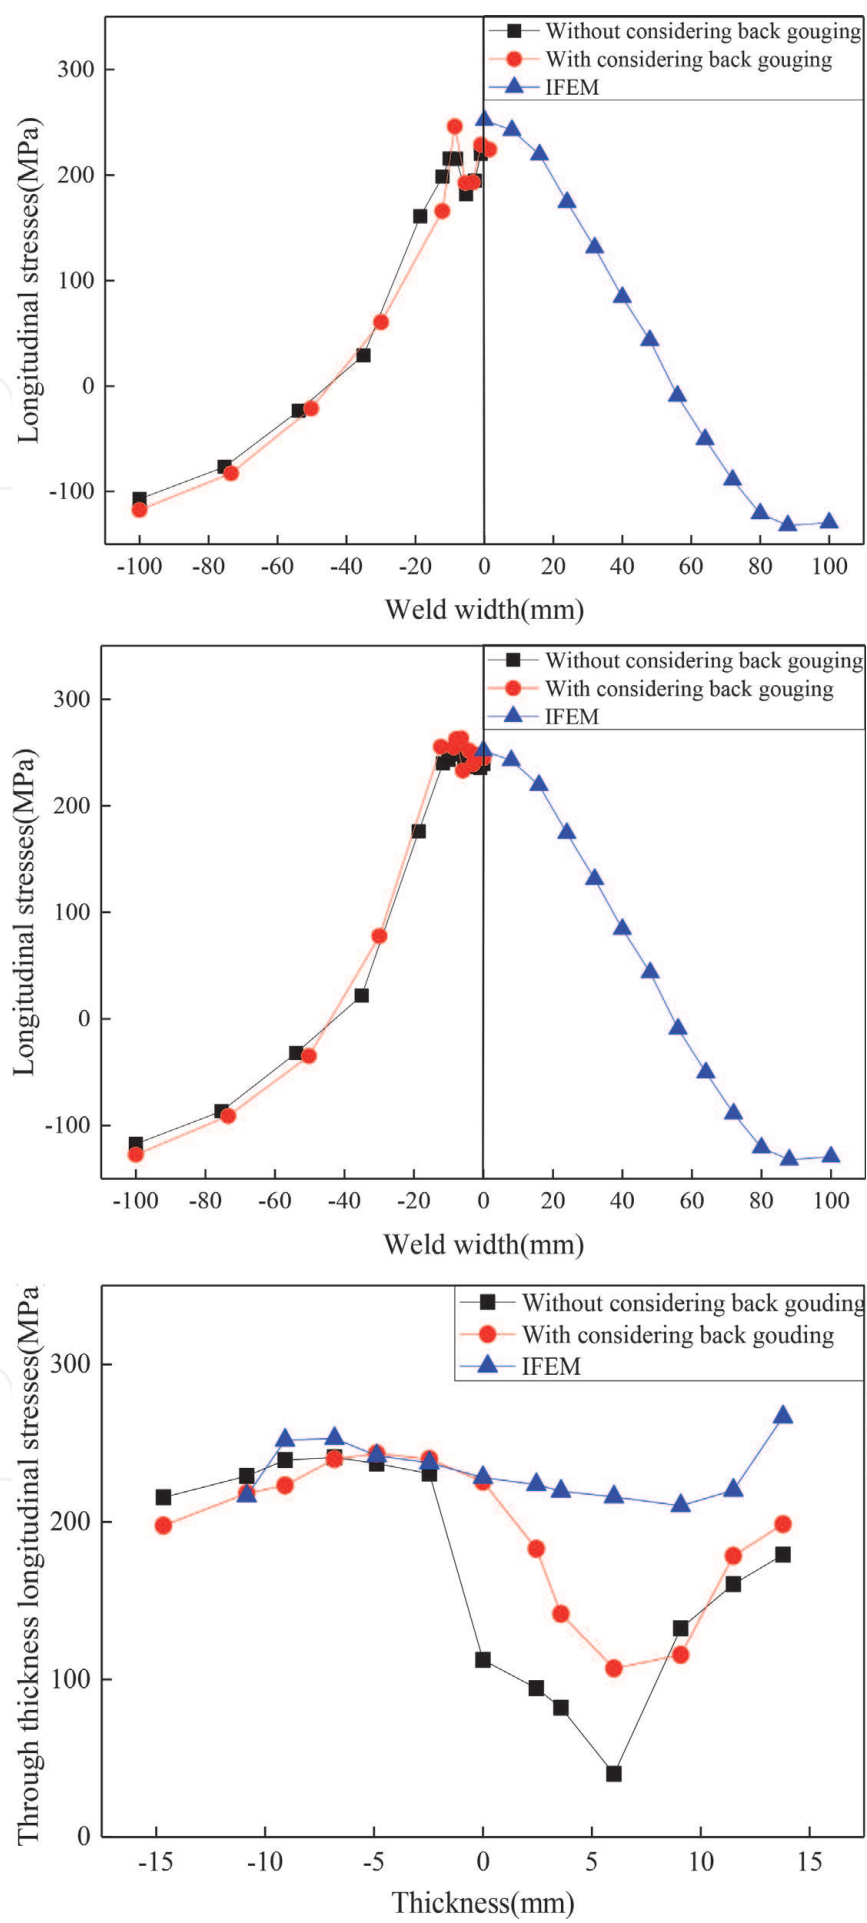 Without considering back gouging
With considering back gouging
IFEM
Longitudinal stresses(MPa)
300
200
100
0
-100
-100 -80 -60 -40 -20 0 20 40 60 80 100
Weld width(mm)
Without considering back gouging
With considering back gouging
IFEM
Longitudinal stresses(MPa)
300
200
100
0
-100
-100 -80 -60 -40 -20 0 20 40 60 80 100
Weld width(mm)
Without considering back gouding
With considering back gouding
IFEM
Through thickness longitudinal stresses(MPa
300
200
100
0
-15 -10 -5 0 5 10 15
Thickness(mm)